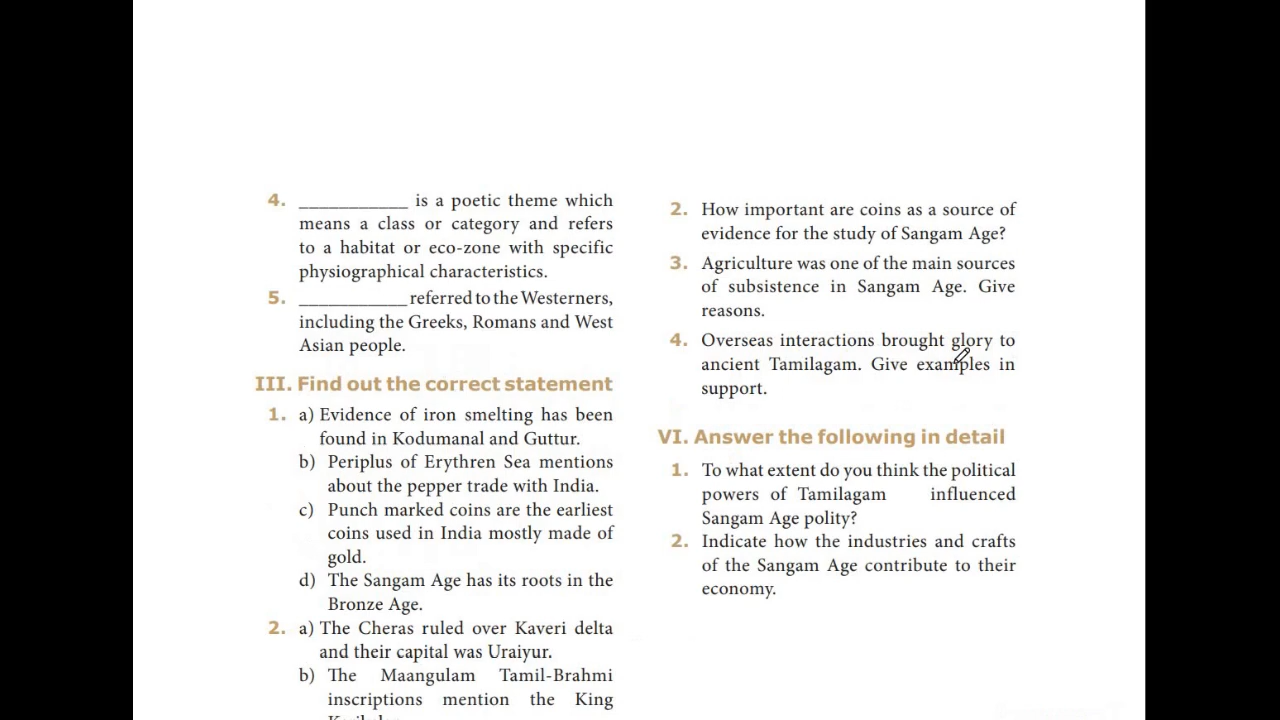 4. ___________ is a poetic theme which
means a class or category and refers
to a habitat or eco-zone with specific
physiographical characteristics.
5. ___________ referred to the Westerners,
including the Greeks, Romans and West
Asian people.
III. Find out the correct statement
1. a) Evidence of iron smelting has been
found in Kodumanal and Guttur.
b) Periplus of Erythren Sea mentions
about the pepper trade with India.
c) Punch marked coins are the earliest
coins used in India mostly made of
gold.
d) The Sangam Age has its roots in the
Bronze Age.
2. a) The Cheras ruled over Kaveri delta
and their capital was Uraiyur.
b) The Maangulam Tamil-Brahmi
inscriptions mention the King
2. How important are coins as a source of
evidence for the study of Sangam Age?
3. Agriculture was one of the main sources
of subsistence in Sangam Age. Give
reasons.
4. Overseas interactions brought glory to
ancient Tamilagam. Give examples in
support.
VI. Answer the following in detail
1. To what extent do you think the political
powers of Tamilagam influenced
Sangam Age polity?
2. Indicate how the industries and crafts
of the Sangam Age contribute to their
economy.